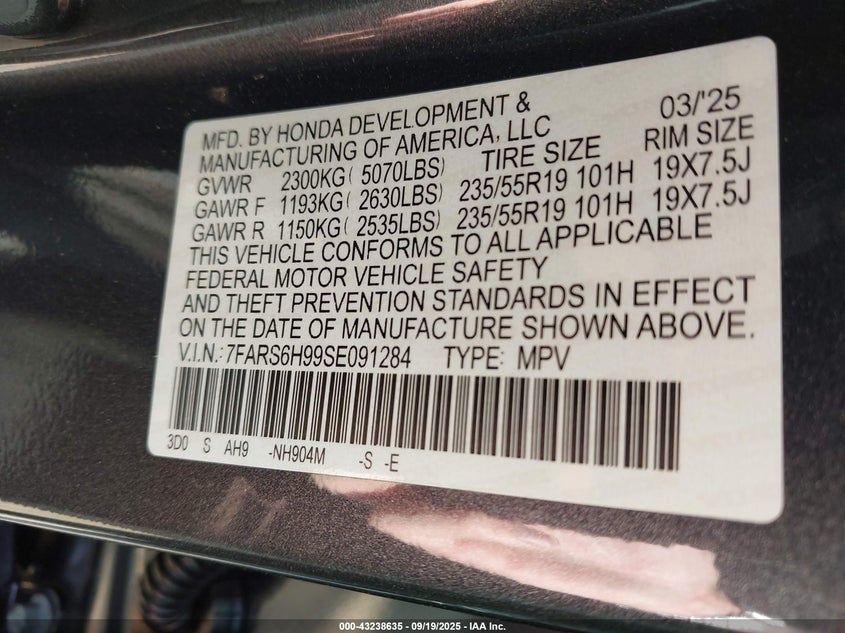 MFD. BY HONDA DEVELOPMENT & 03/'25
MANUFACTURING OF AMERICA, LLC
GVWR 2300KG( 5070LBS) TIRE SIZE RIM SIZE
GAWR F 1193KG( 2630LBS) 235/55R19 101H 19X7.5J
GAWR R 1150KG( 2535LBS) 235/55R19 101H 19X7.5J
THIS VEHICLE CONFORMS TO ALL APPLICABLE
FEDERAL MOTOR VEHICLE SAFETY
AND THEFT PREVENTION STANDARDS IN EFFECT
ON THE DATE OF MANUFACTURE SHOWN ABOVE.
V.I.N.: 7FARS6H99SE091284 TYPE: MPV
3D0 S AH9 -NH904M -S -E
000-43238635 - 09/19/2025 - IAA Inc.